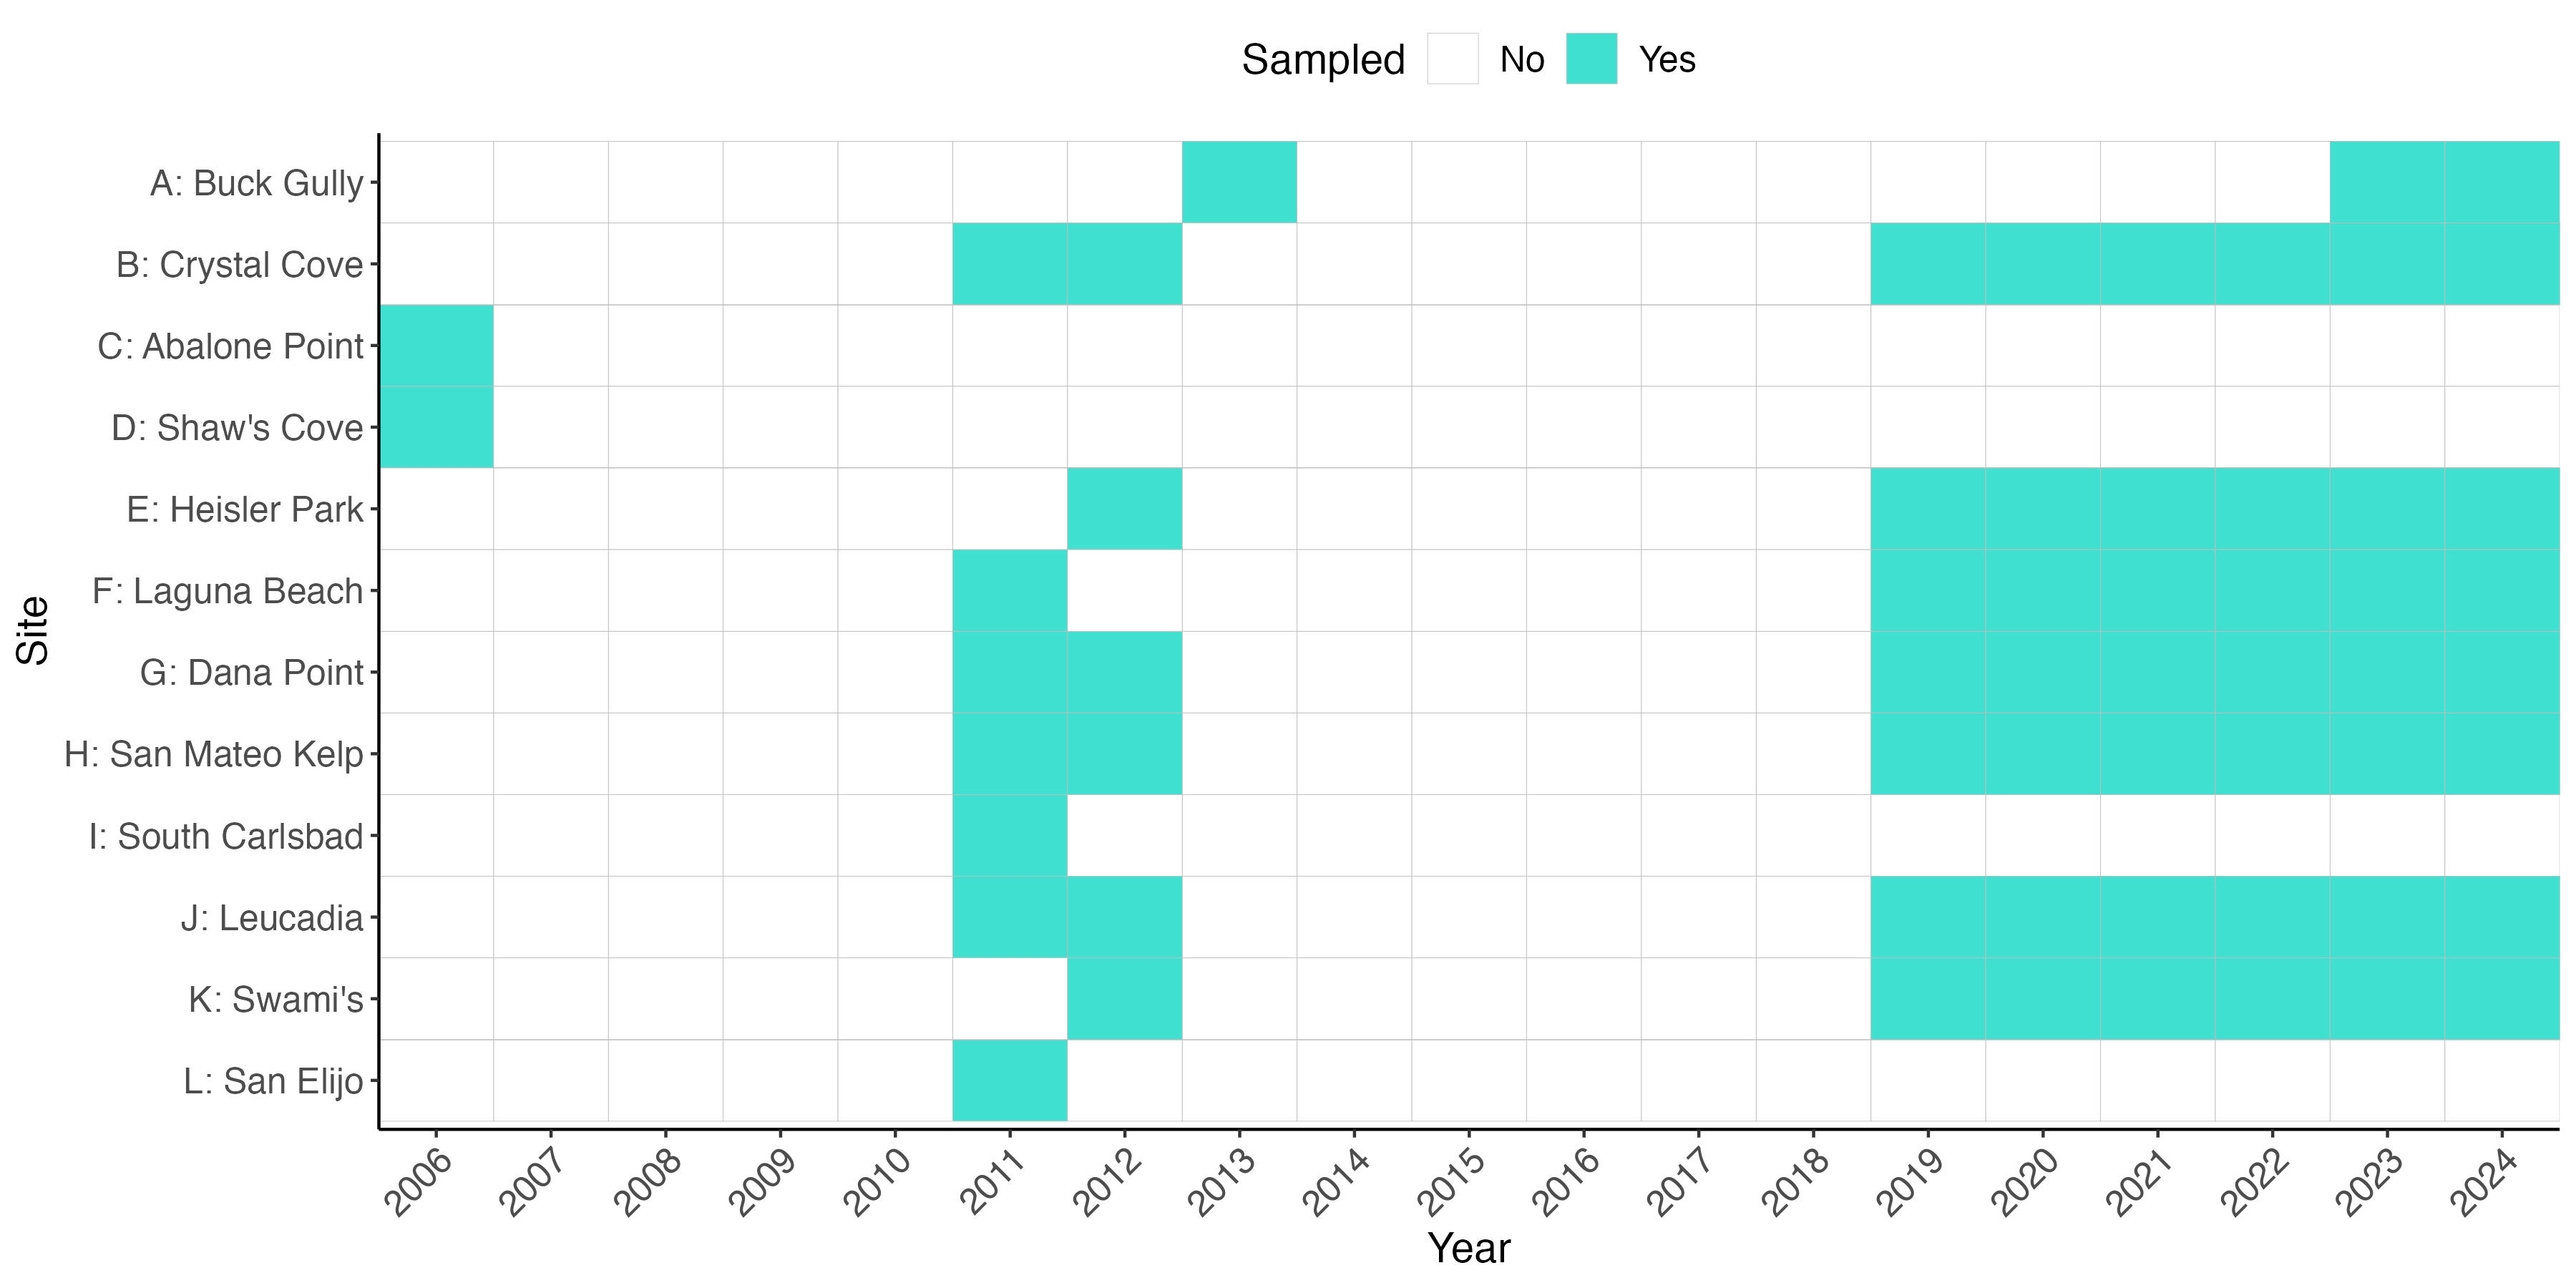 Sampled No Yes
A: Buck Gully
B: Crystal Cove
C: Abalone Point
D: Shaw's Cove
E: Heisler Park
F: Laguna Beach
G: Dana Point
H: San Mateo Kelp
I: South Carlsbad
J: Leucadia
K: Swami's
L: San Elijo
Site
2006 2007 2008 2009 2010 2011 2012 2013 2014 2015 2016 2017 2018 2019 2020 2021 2022 2023 2024
Year